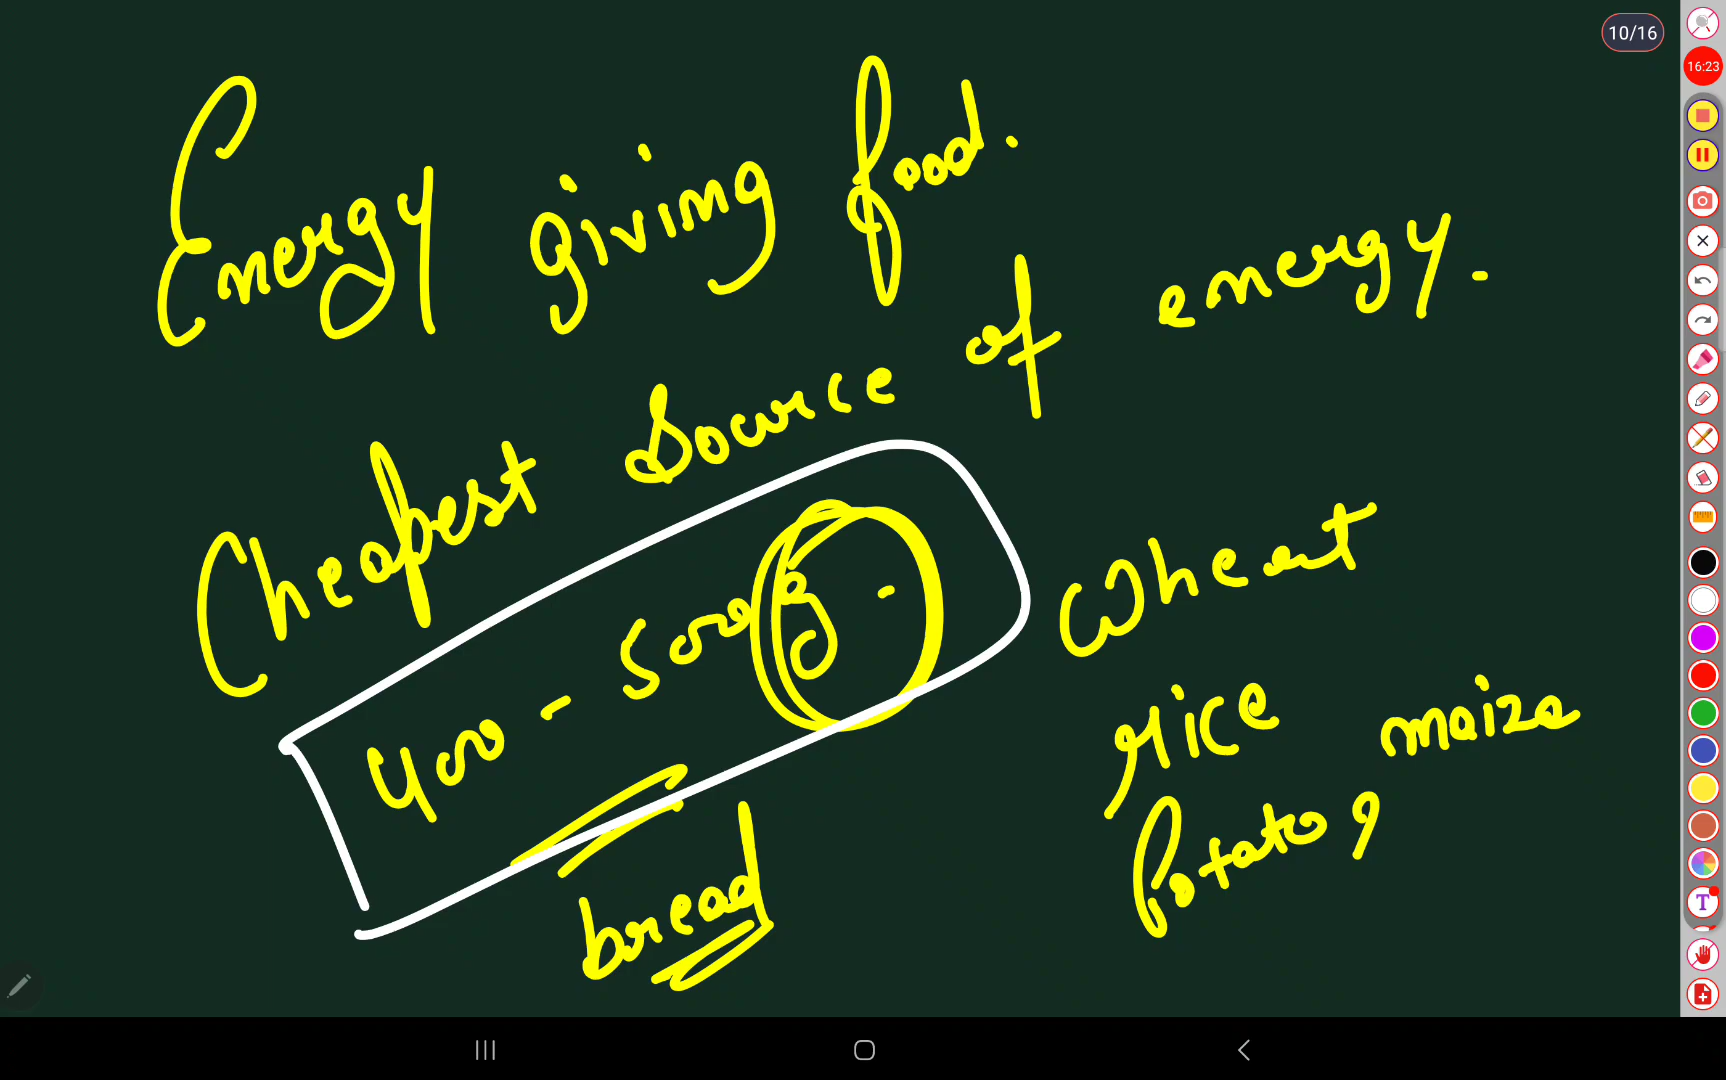 10/16
16:23
Energy giving food.
Cheapest Source of energy.
400 - 500g.
Wheat
rice maize
Potato,
bread
T